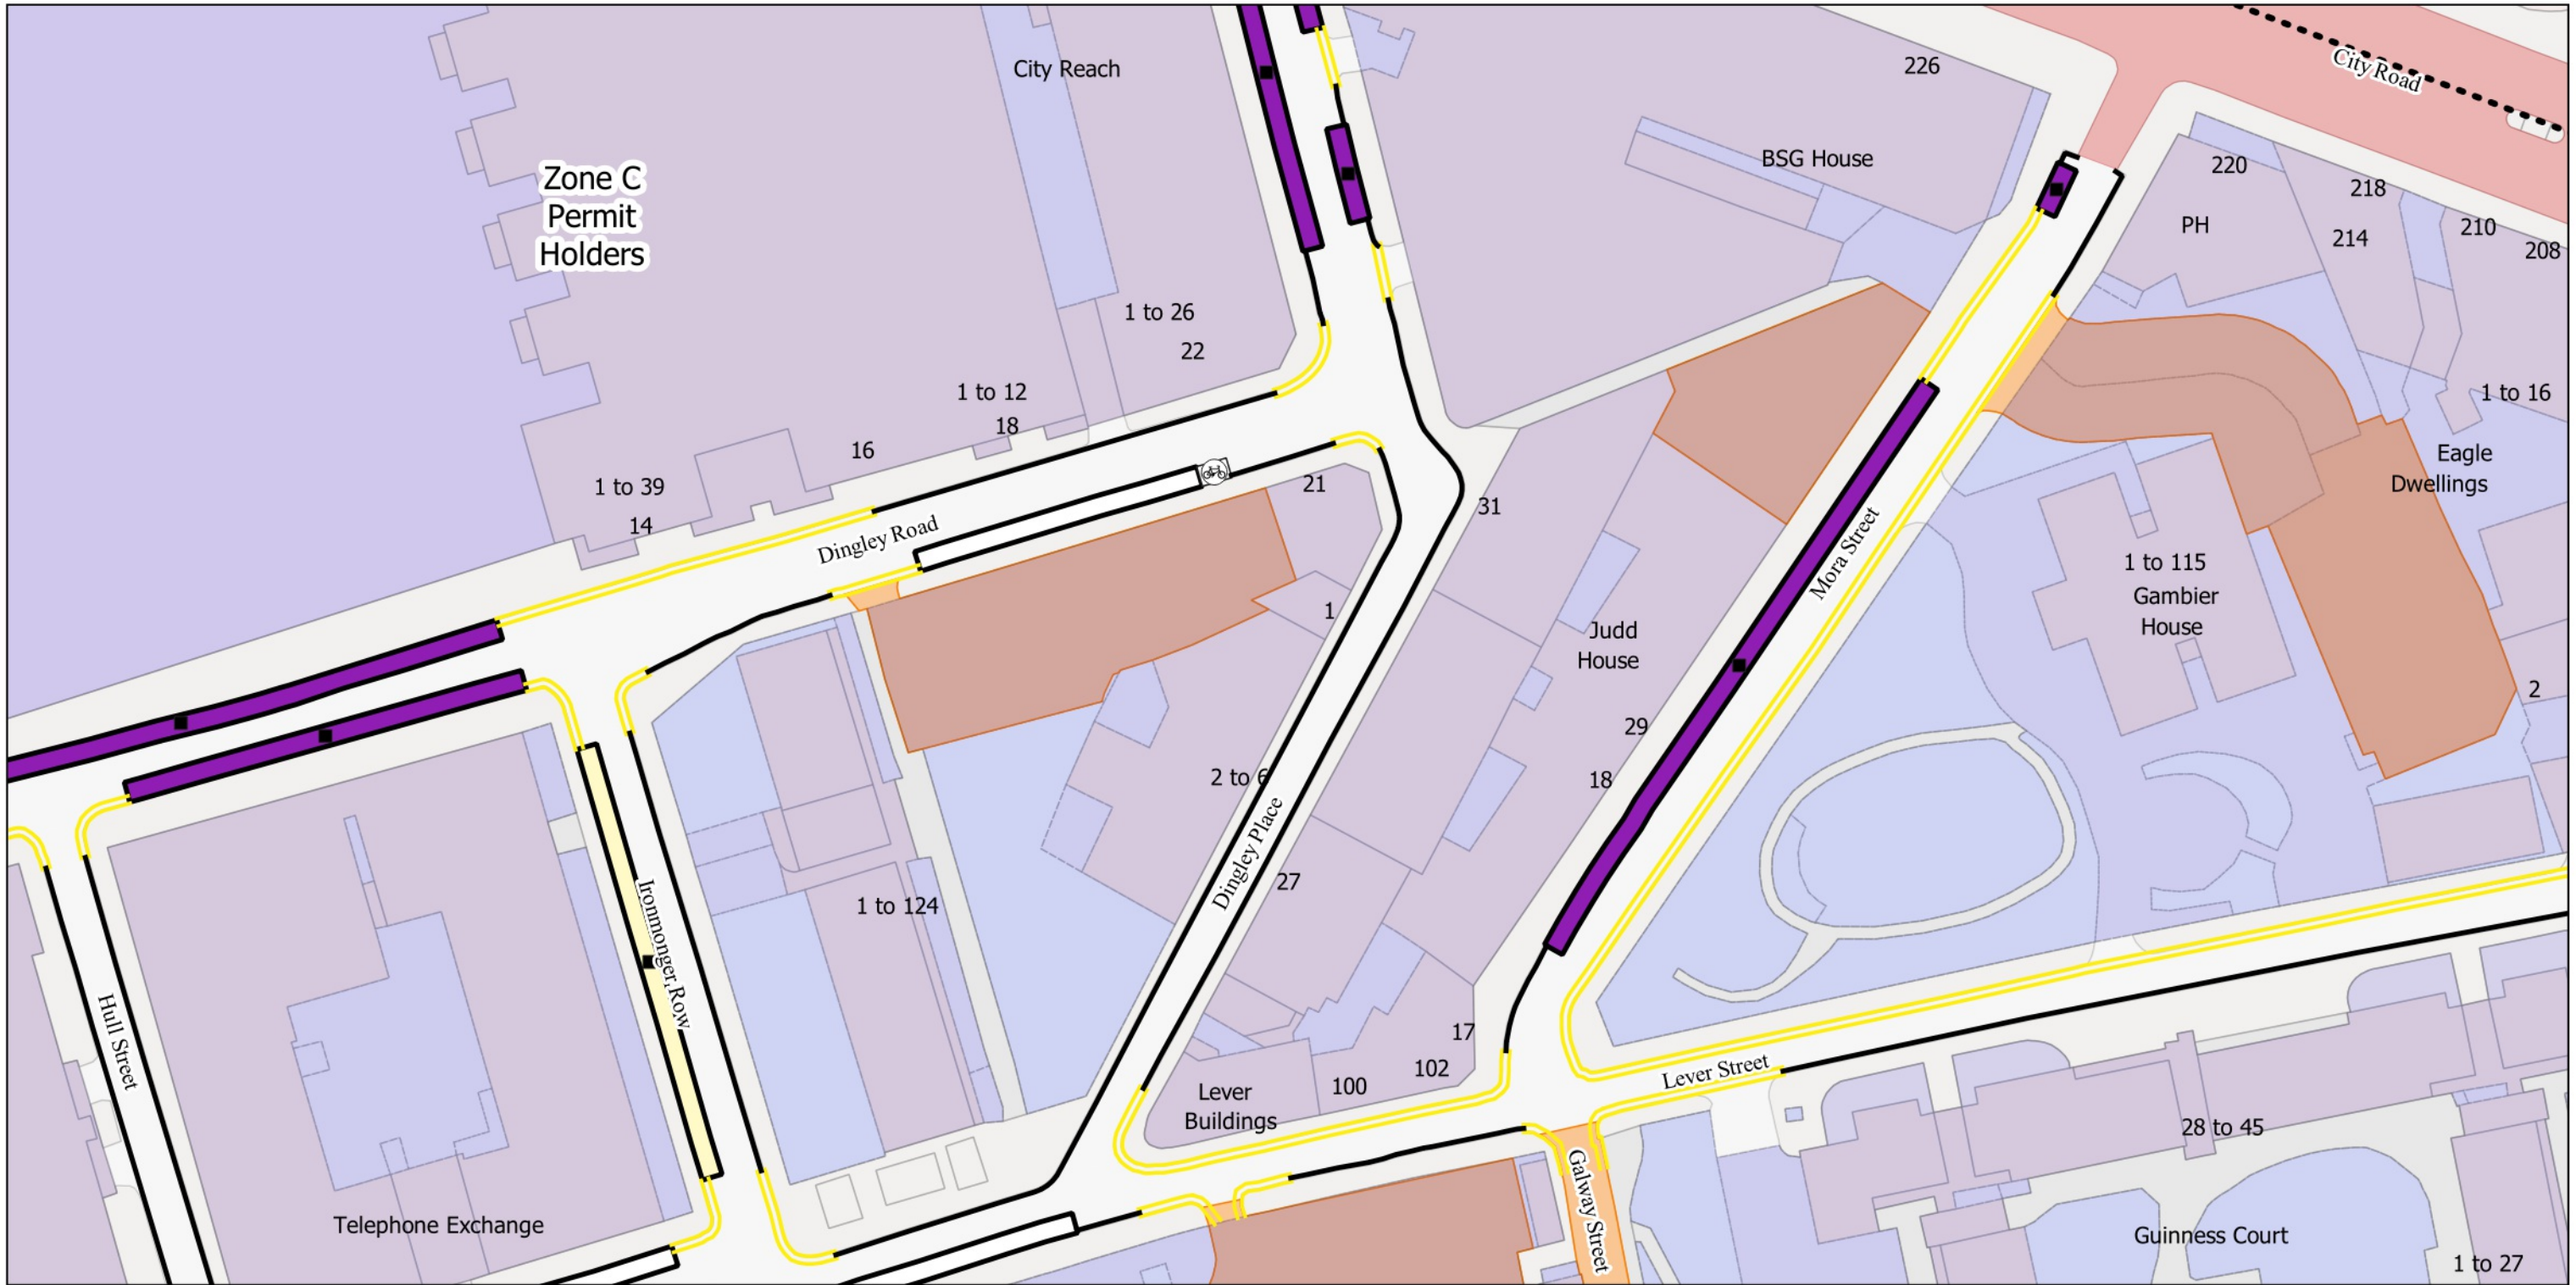 City Road
226
City Reach
BSG House
220
Zone C
Permit
Holders
218
PH
210
214
208
1 to 26
22
1 to 12
1 to 16
18
16
Eagle
Dwellings
1 to 39
21
31
14
Dingley Road
Mora Street
1 to 115
Gambier
House
1
Judd
House
2
29
2 to 6
18
Dingley Place
27
1 to 124
Ironmonger Row
Hull Street
17
102
Lever Street
100
Lever
Buildings
28 to 45
Galway Street
Telephone Exchange
Guinness Court
1 to 27